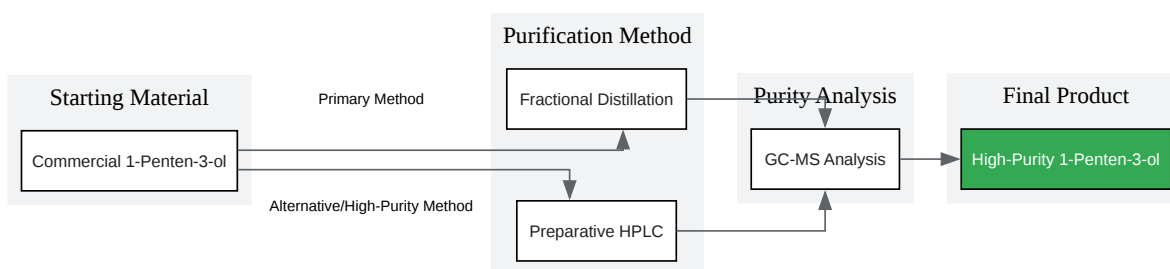 Starting Material
Commercial 1-Penten-3-ol
Primary Method
Alternative/High-Purity Method
Purification Method
Fractional Distillation
Preparative HPLC
Purity Analysis
GC-MS Analysis
Final Product
High-Purity 1-Penten-3-ol